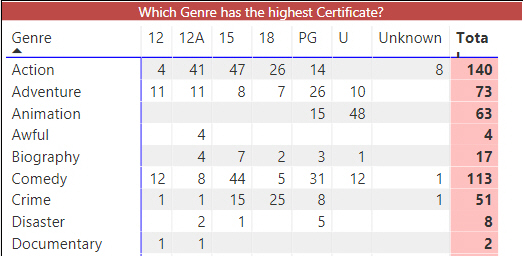 Which Genre has the highest Certificate?
Genre 12 12A 15 18 PG U Unknown Tota
Action 4 41 47 26 14 8 140
Adventure 11 11 8 7 26 10 73
Animation 15 48 63
Awful 4 4
Biography 4 7 2 3 1 17
Comedy 12 8 44 5 31 12 1 113
Crime 1 1 15 25 8 1 51
Disaster 2 1 5 8
Documentary 1 1 2